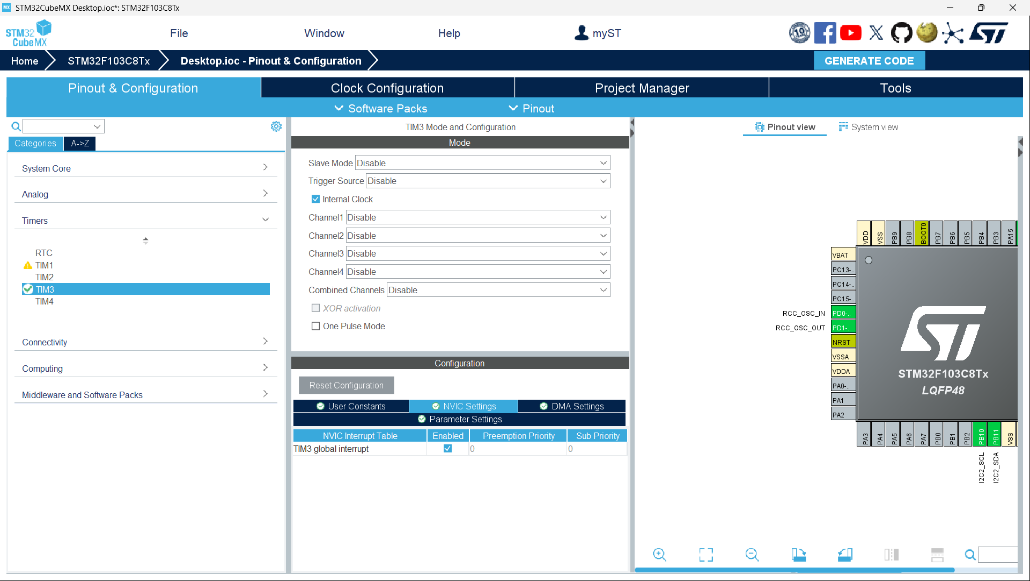 STM32CubeMX Desktop.ioc*: STM32F103C8Tx
STM32
CubeMX
File Window Help myST
Home STM32F103C8Tx Desktop.ioc - Pinout & Configuration GENERATE CODE
Pinout & Configuration Clock Configuration Project Manager Tools
Software Packs Pinout
Categories A->Z
System Core
Analog
Timers
RTC
TIM1
TIM2
TIM3
TIM4
Connectivity
Computing
Middleware and Software Packs
TIM3 Mode and Configuration
Mode
Slave Mode Disable
Trigger Source Disable
Internal Clock
Channel1 Disable
Channel2 Disable
Channel3 Disable
Channel4 Disable
Combined Channels Disable
XOR activation
One Pulse Mode
Configuration
Reset Configuration
User Constants NVIC Settings DMA Settings
Parameter Settings
NVIC Interrupt Table Enabled Preemption Priority Sub Priority
TIM3 global interrupt 0 0
Pinout view System view
VDD VSS PB9 PB8 BOOT0 PB7 PB6 PB5 PB4 PB3 PA15
VBAT
PC13-
PC14-.
PC15-
RCC_OSC_IN PD0-.
RCC_OSC_OUT PD1-
NRST
VSSA
VDDA
PA0-
PA1
PA2
STM32F103C8Tx
LQFP48
PA3 PA4 PA5 PA6 PA7 PB0 PB1 PB2 PB10 PB11 VSS
I2C2_SCL
I2C2_SDA